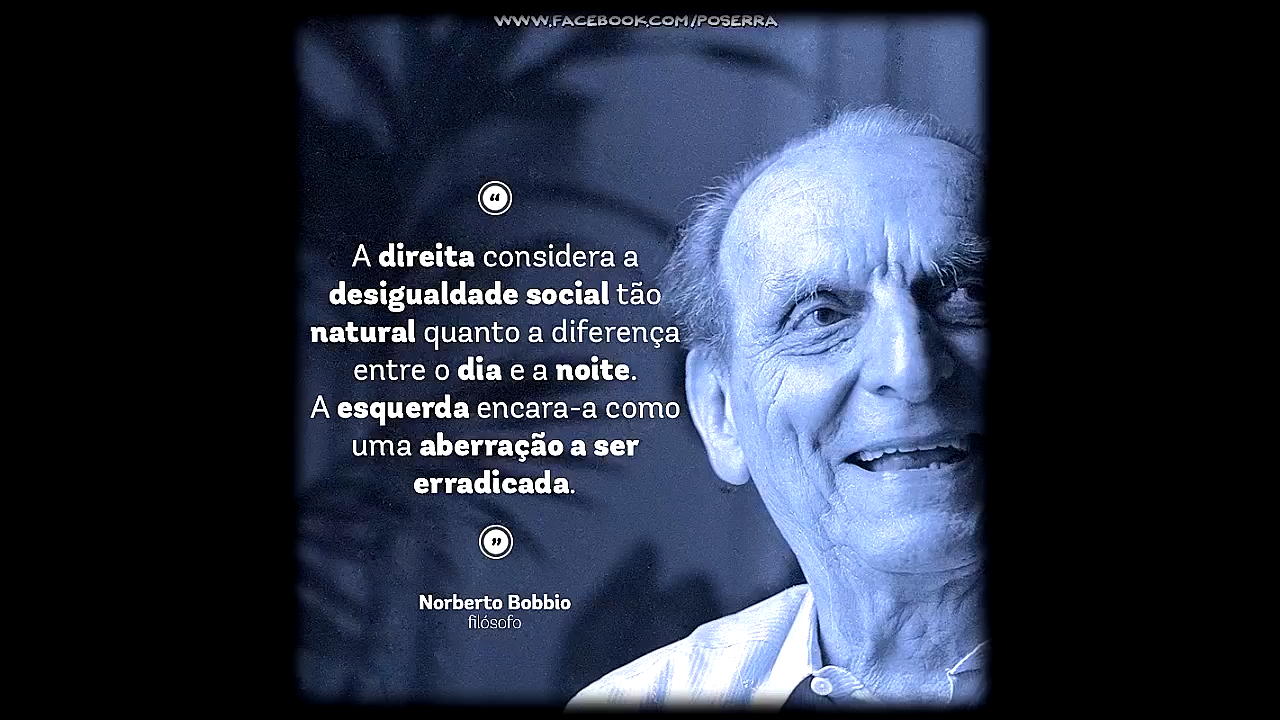 WWW.FACEBOOK.COM/POSERRA
“
A direita considera a
desigualdade social tão
natural quanto a diferença
entre o dia e a noite.
A esquerda encara-a como
uma aberração a ser
erradicada.
”
Norberto Bobbio
filósofo